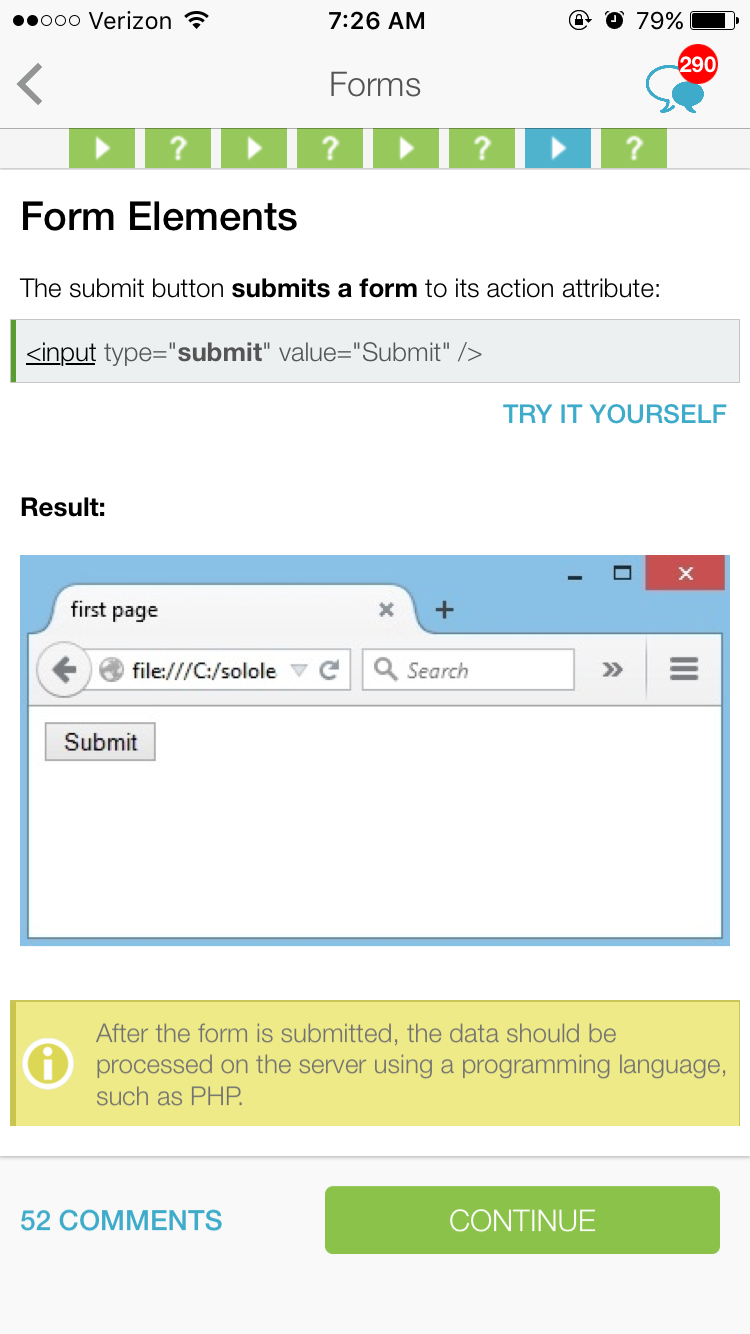 Verizon 7:26 AM 79%
Forms 290
? ? ? ?
Form Elements
The submit button submits a form to its action attribute:
<input type="submit" value="Submit" />
TRY IT YOURSELF
Result:
first page
file:///C:/solole Search
Submit
After the form is submitted, the data should be
processed on the server using a programming language,
such as PHP.
52 COMMENTS CONTINUE